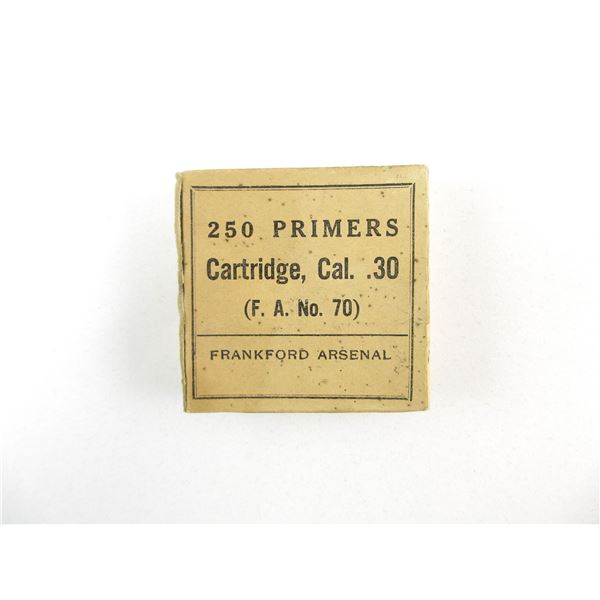 250 PRIMERS
Cartridge, Cal. .30
(F. A. No. 70)
FRANKFORD ARSENAL